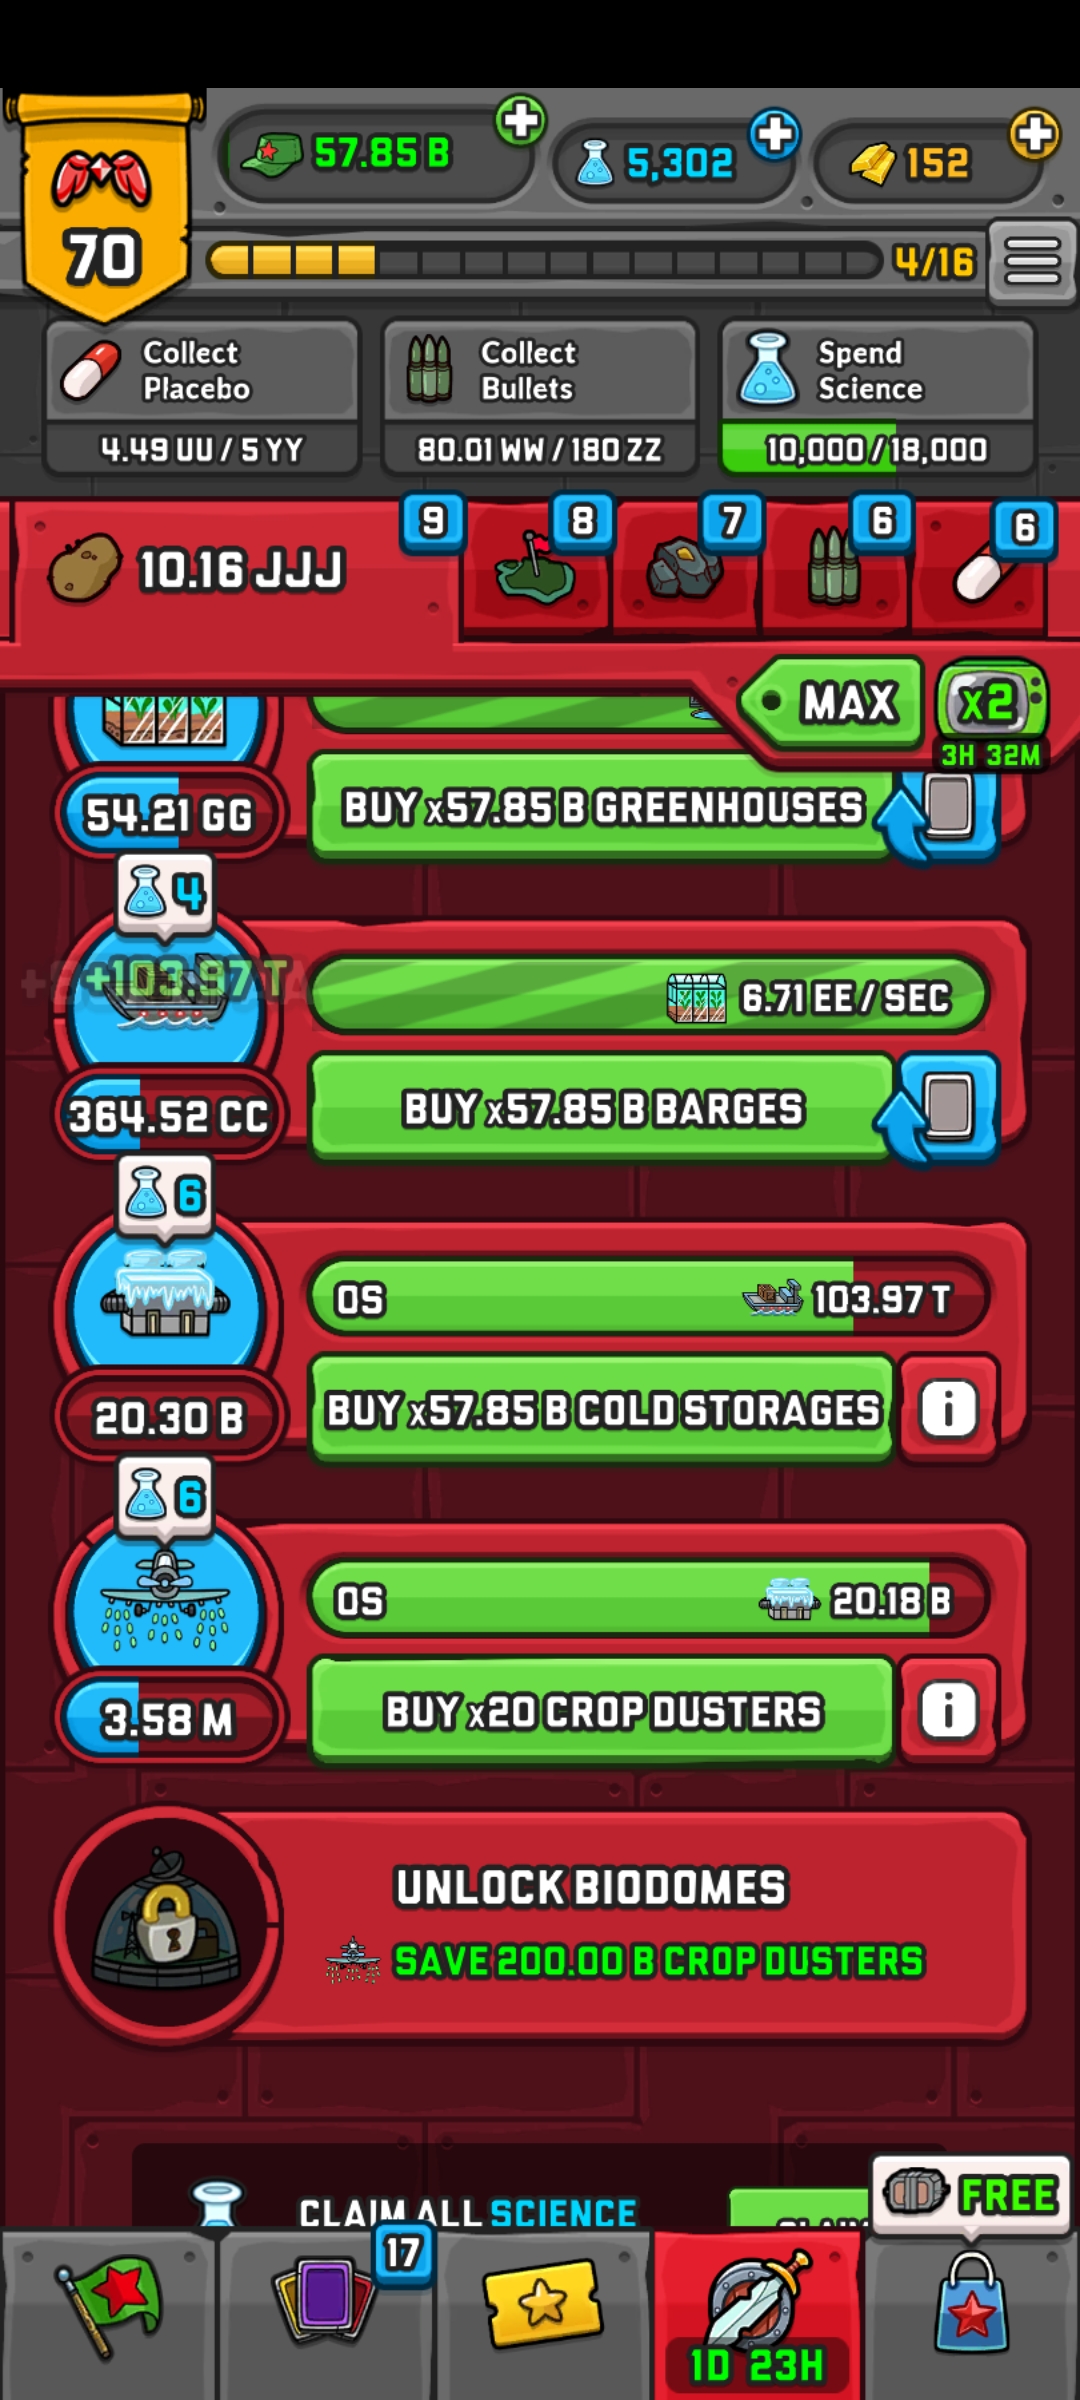 57.85 B
5,302
152
70
4/16
Collect
Placebo
4.49 UU / 5 YY
Collect
Bullets
80.01 WW / 180 ZZ
Spend
Science
10,000 / 18,000
10.16 JJJ
9
8
7
6
6
MAX
x2
3H 32M
54.21 GG
BUY x57.85 B GREENHOUSES
4
+103.97 T
6.71 EE / SEC
364.52 CC
BUY x57.85 B BARGES
6
0S
103.97 T
20.30 B
BUY x57.85 B COLD STORAGES
i
6
0S
20.18 B
3.58 M
BUY x20 CROP DUSTERS
i
UNLOCK BIODOMES
SAVE 200.00 B CROP DUSTERS
CLAIM ALL SCIENCE
FREE
17
1D 23H